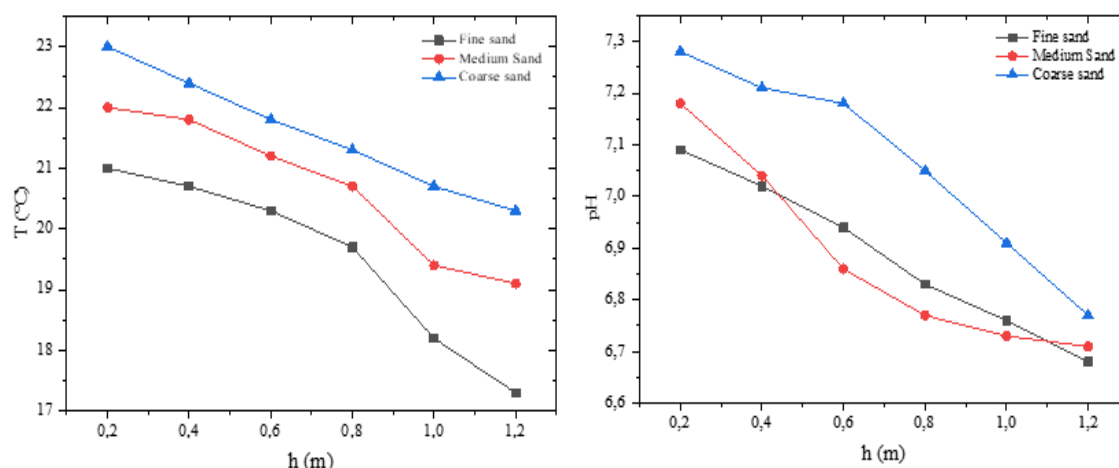 23
22
21
20
19
18
17
T (°C)
Fine sand
Medium Sand
Coarse sand
0,2 0,4 0,6 0,8 1,0 1,2
h (m)
7,3
7,2
7,1
7,0
6,9
6,8
6,7
6,6
pH
Fine sand
Medium Sand
Coarse sand
0,2 0,4 0,6 0,8 1,0 1,2
h (m)